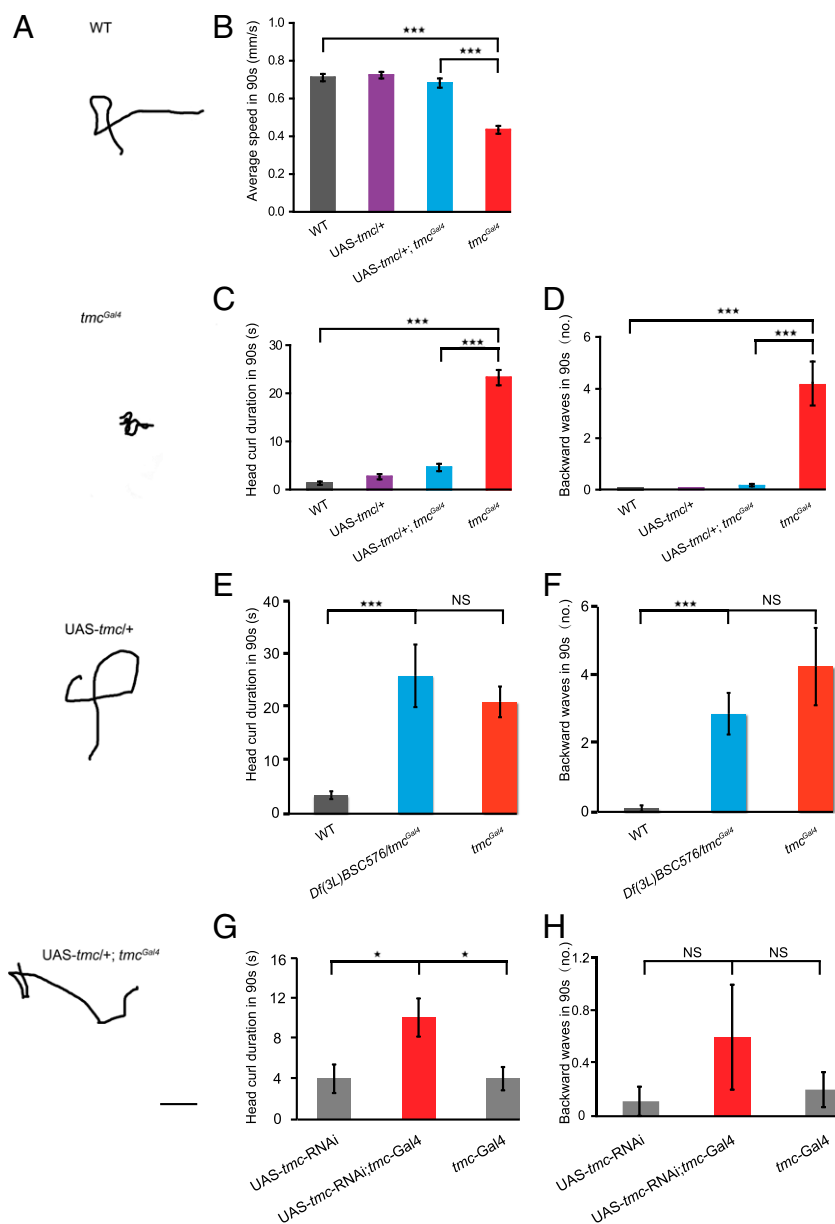 A
WT
tmcGal4
UAS-tmc/+
UAS-tmc/+; tmcGal4
B
Average speed in 90s (mm/s)
1.0
0.8
0.6
0.4
0.2
0.0
★★★
★★★
WT
UAS-tmc/+
UAS-tmc/+; tmcGal4
tmcGal4
C
Head curl duration in 90s (s)
30
20
10
0
★★★
★★★
WT
UAS-tmc/+
UAS-tmc/+; tmcGal4
tmcGal4
D
Backward waves in 90s (no.)
6
4
2
0
★★★
★★★
WT
UAS-tmc/+
UAS-tmc/+; tmcGal4
tmcGal4
E
Head curl duration in 90s (s)
40
30
20
10
0
★★★
NS
WT
Df(3L)BSC576/tmcGal4
tmcGal4
F
Backward waves in 90s (no.)
6
4
2
0
★★★
NS
WT
Df(3L)BSC576/tmcGal4
tmcGal4
G
Head curl duration in 90s (s)
16
12
8
4
0
★
★
UAS-tmc-RNAi
UAS-tmc-RNAi;tmc-Gal4
tmc-Gal4
H
Backward waves in 90s (no.)
1.2
0.8
0.4
0
NS
NS
UAS-tmc-RNAi
UAS-tmc-RNAi;tmc-Gal4
tmc-Gal4